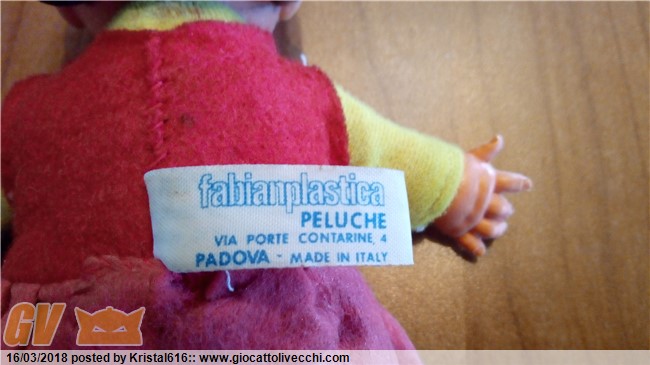 fabianplastica
PELUCHE
VIA PORTE CONTARINE, 4
PADOVA - MADE IN ITALY
GV
16/03/2018 posted by Kristal616:: www.giocattolivecchi.com